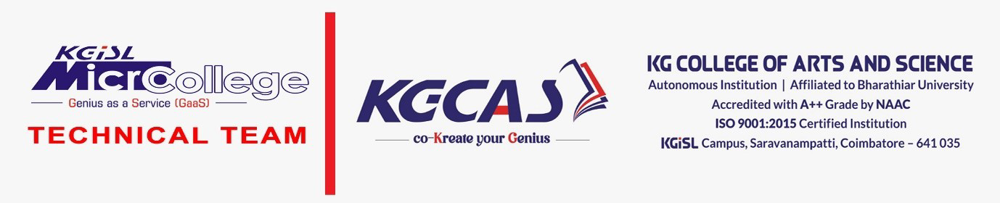 KGiSL
MicroCollege
Genius as a Service (GaaS)
TECHNICAL TEAM
KGCAS
co-Kreate your Genius
KG COLLEGE OF ARTS AND SCIENCE
Autonomous Institution | Affiliated to Bharathiar University
Accredited with A++ Grade by NAAC
ISO 9001:2015 Certified Institution
KGiSL Campus, Saravanampatti, Coimbatore – 641 035